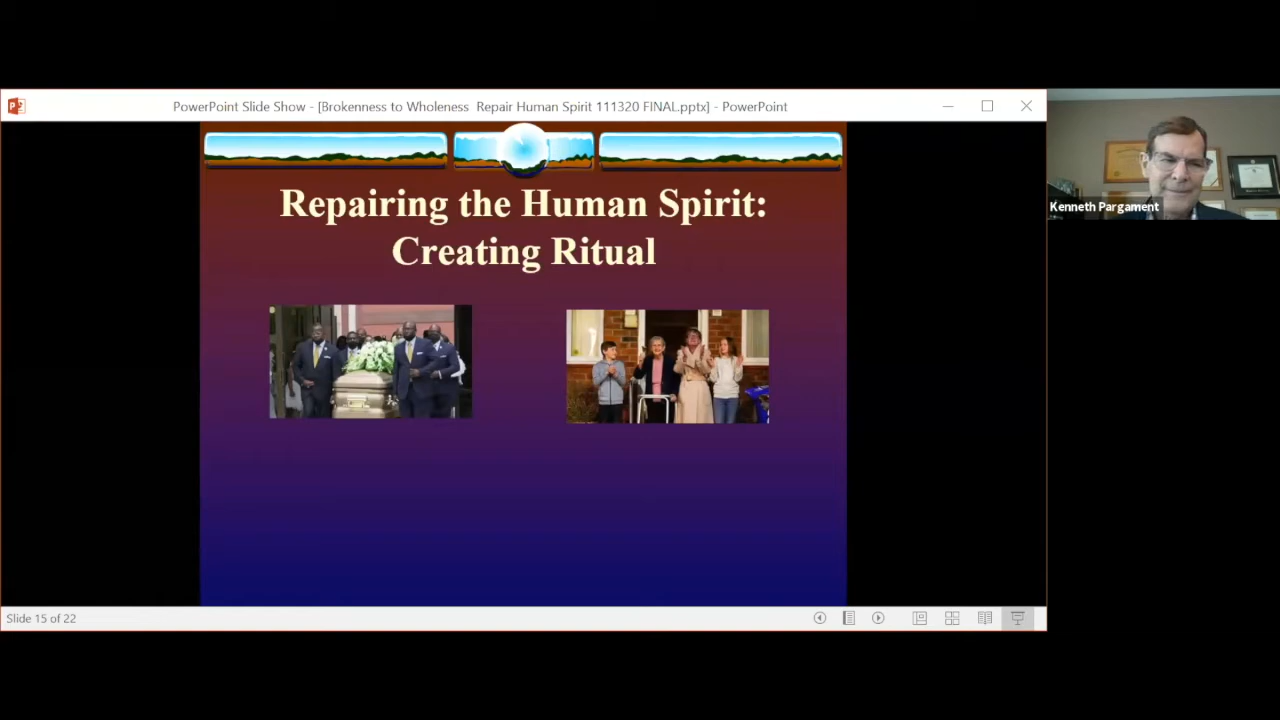 PowerPoint Slide Show - [Brokenness to Wholeness  Repair Human Spirit 111320 FINAL.pptx] - PowerPoint
Repairing the Human Spirit:
Creating Ritual
Kenneth Pargament
Slide 15 of 22